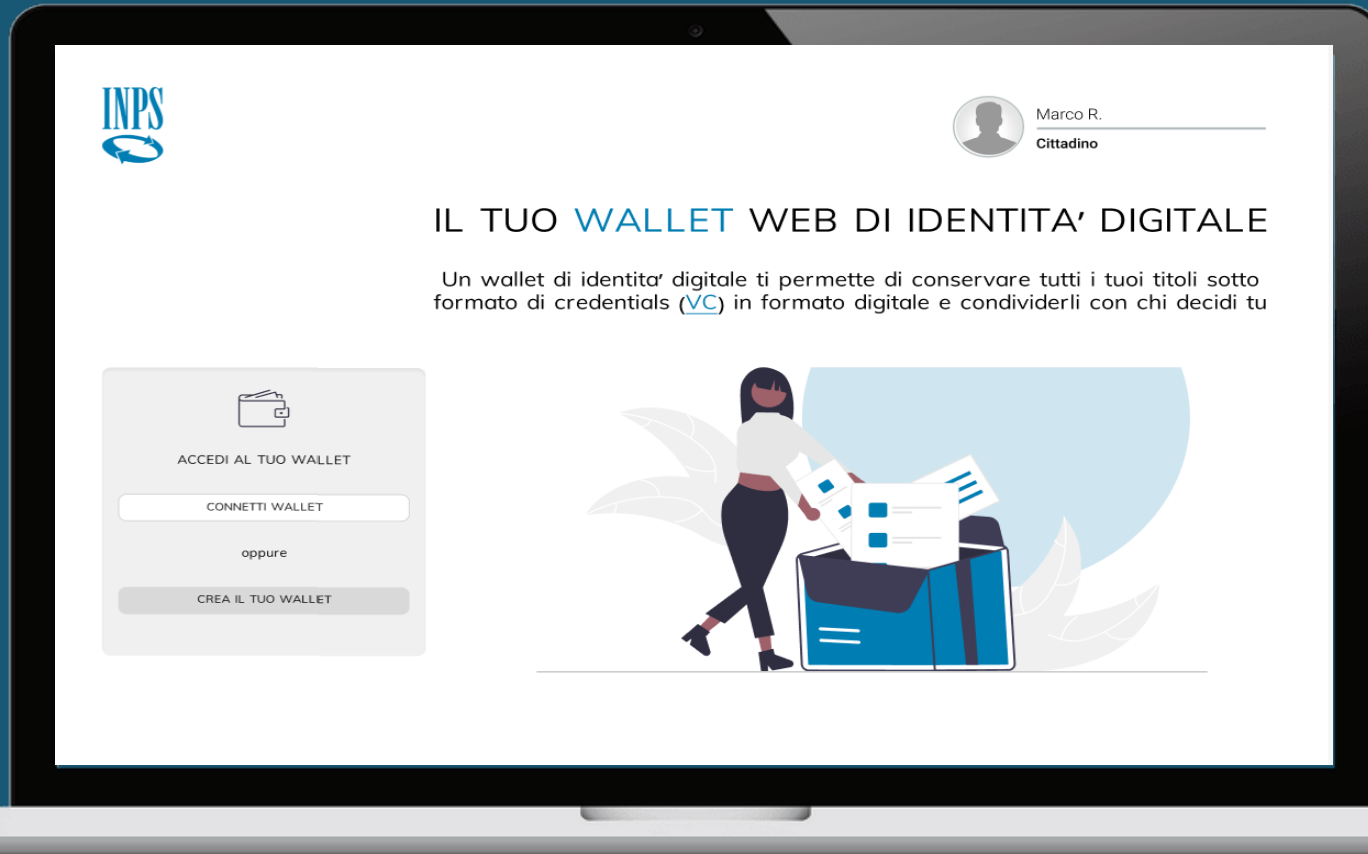 INPS
Marco R.
Cittadino
IL TUO WALLET WEB DI IDENTITA' DIGITALE
Un wallet di identita' digitale ti permette di conservare tutti i tuoi titoli sotto
formato di credentials (VC) in formato digitale e condividerli con chi decidi tu
ACCEDI AL TUO WALLET
CONNETTI WALLET
oppure
CREA IL TUO WALLET